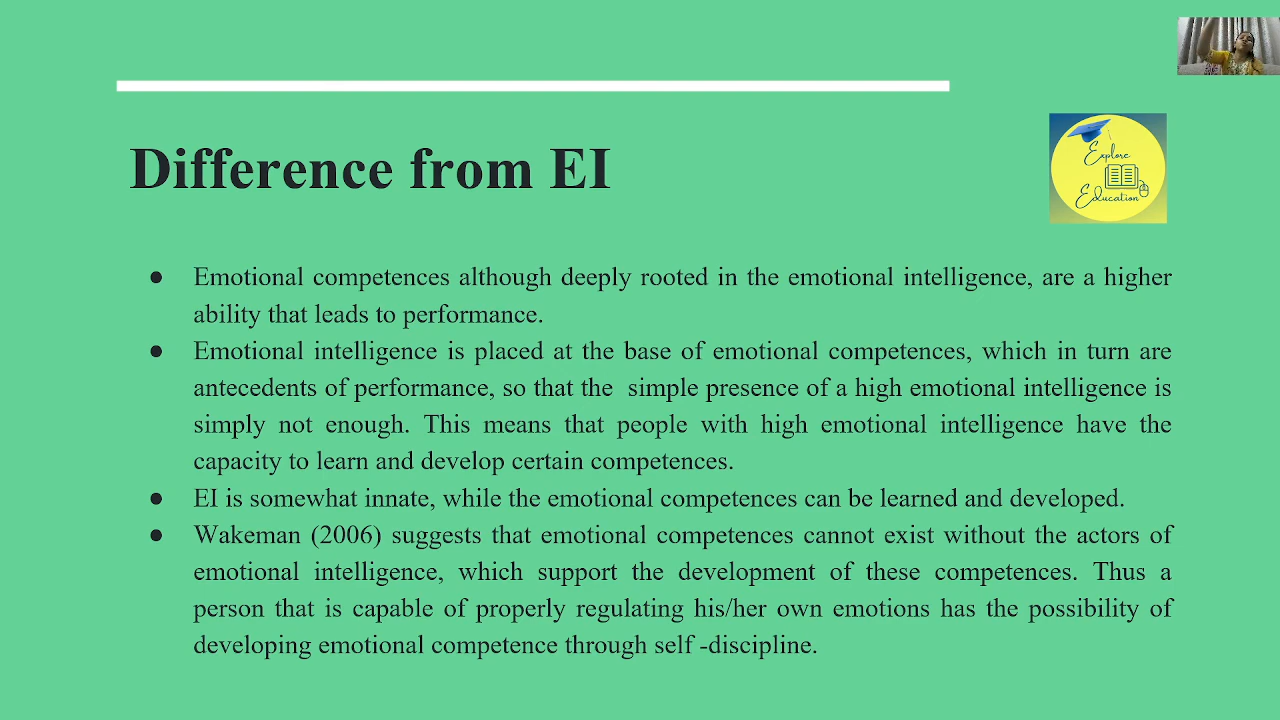 Difference from EI
Explore
Education
● Emotional competences although deeply rooted in the emotional intelligence, are a higher
ability that leads to performance.
● Emotional intelligence is placed at the base of emotional competences, which in turn are
antecedents of performance, so that the simple presence of a high emotional intelligence is
simply not enough. This means that people with high emotional intelligence have the
capacity to learn and develop certain competences.
● EI is somewhat innate, while the emotional competences can be learned and developed.
● Wakeman (2006) suggests that emotional competences cannot exist without the actors of
emotional intelligence, which support the development of these competences. Thus a
person that is capable of properly regulating his/her own emotions has the possibility of
developing emotional competence through self -discipline.